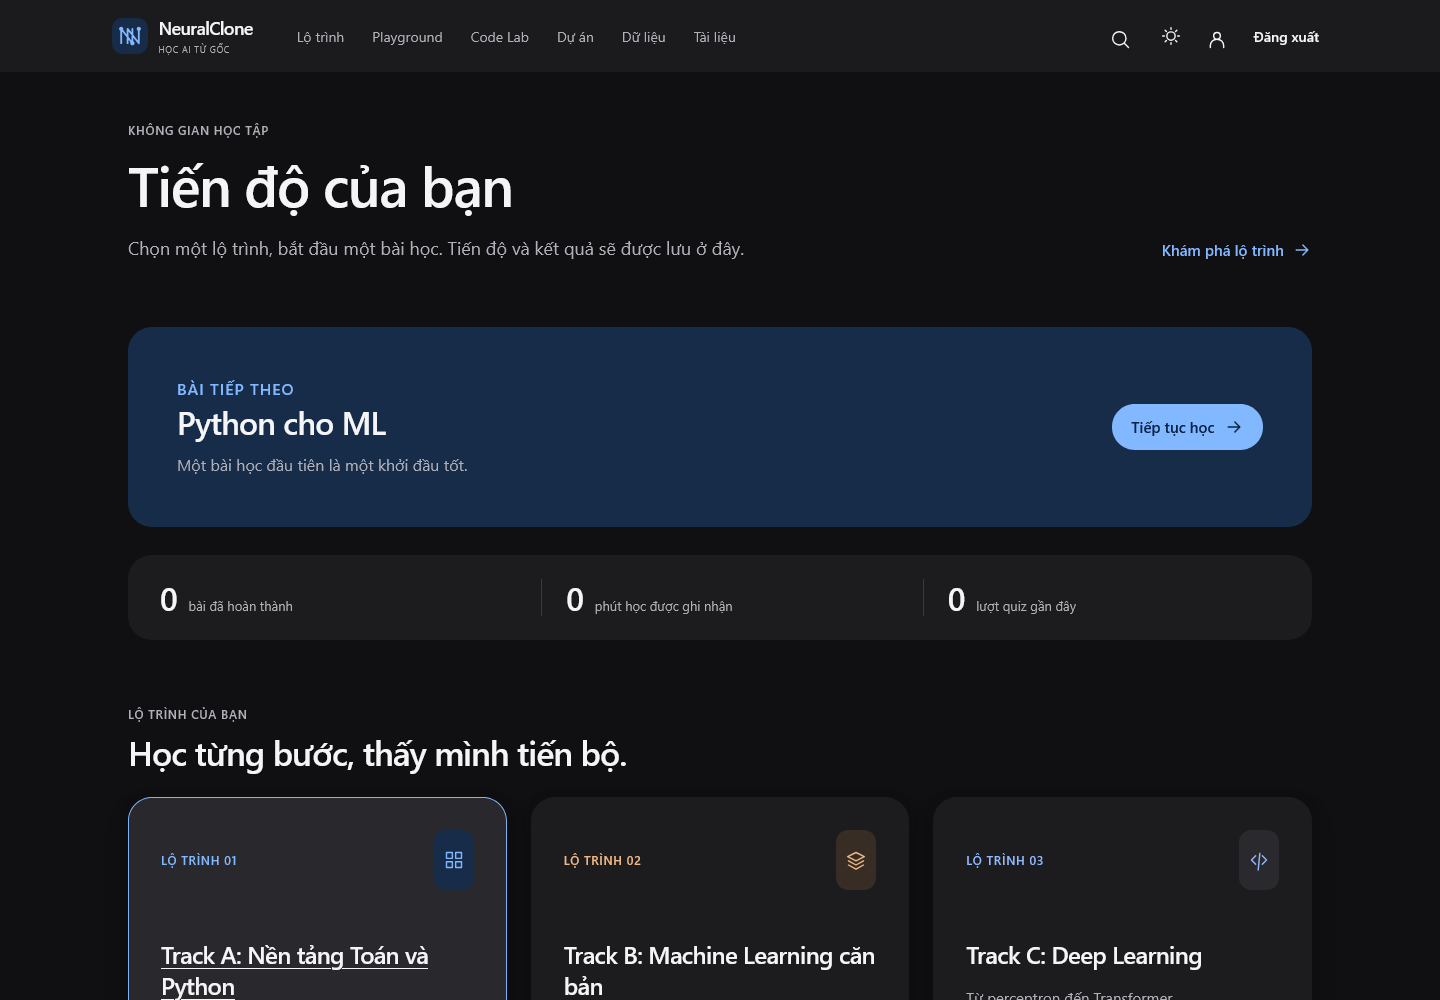 NeuralClone
HỌC AI TỪ GỐC
Lộ trình
Playground
Code Lab
Dự án
Dữ liệu
Tài liệu
Đăng xuất
KHÔNG GIAN HỌC TẬP
Tiến độ của bạn
Chọn một lộ trình, bắt đầu một bài học. Tiến độ và kết quả sẽ được lưu ở đây.
Khám phá lộ trình
BÀI TIẾP THEO
Python cho ML
Một bài học đầu tiên là một khởi đầu tốt.
Tiếp tục học
0 bài đã hoàn thành
0 phút học được ghi nhận
0 lượt quiz gần đây
LỘ TRÌNH CỦA BẠN
Học từng bước, thấy mình tiến bộ.
LỘ TRÌNH 01
Track A: Nền tảng Toán và
Python
LỘ TRÌNH 02
Track B: Machine Learning căn
bản
LỘ TRÌNH 03
Track C: Deep Learning
Từ perceptron đến Transformer